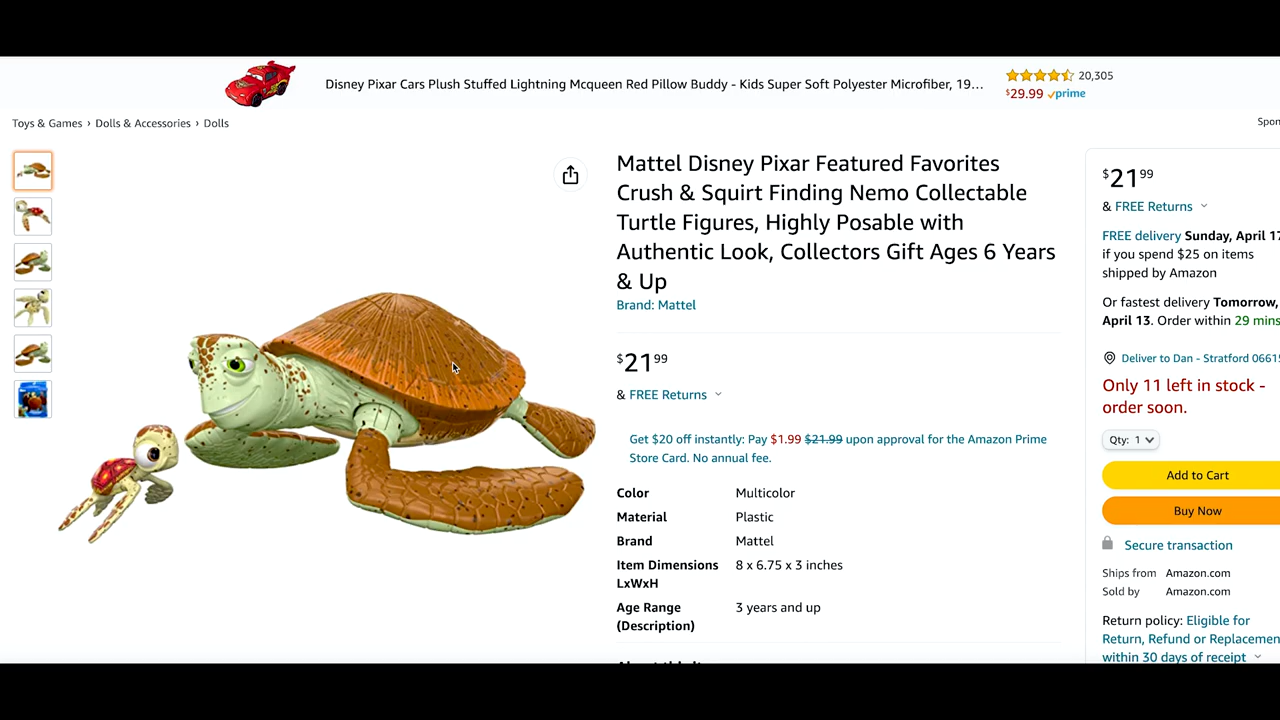 Disney Pixar Cars Plush Stuffed Lightning Mcqueen Red Pillow Buddy - Kids Super Soft Polyester Microfiber, 19...
20,305
$29.99 prime
Toys & Games › Dolls & Accessories › Dolls
Spon
Mattel Disney Pixar Featured Favorites
Crush & Squirt Finding Nemo Collectable
Turtle Figures, Highly Posable with
Authentic Look, Collectors Gift Ages 6 Years
& Up
Brand: Mattel
$21 99
& FREE Returns
Get $20 off instantly: Pay $1.99 $21.99 upon approval for the Amazon Prime
Store Card. No annual fee.
Color Multicolor
Material Plastic
Brand Mattel
Item Dimensions 8 x 6.75 x 3 inches
LxWxH
Age Range 3 years and up
(Description)
$21 99
& FREE Returns
FREE delivery Sunday, April 17
if you spend $25 on items
shipped by Amazon
Or fastest delivery Tomorrow,
April 13. Order within 29 mins
Deliver to Dan - Stratford 06615
Only 11 left in stock -
order soon.
Qty: 1
Add to Cart
Buy Now
Secure transaction
Ships from Amazon.com
Sold by Amazon.com
Return policy: Eligible for
Return, Refund or Replacemen
within 30 days of receipt